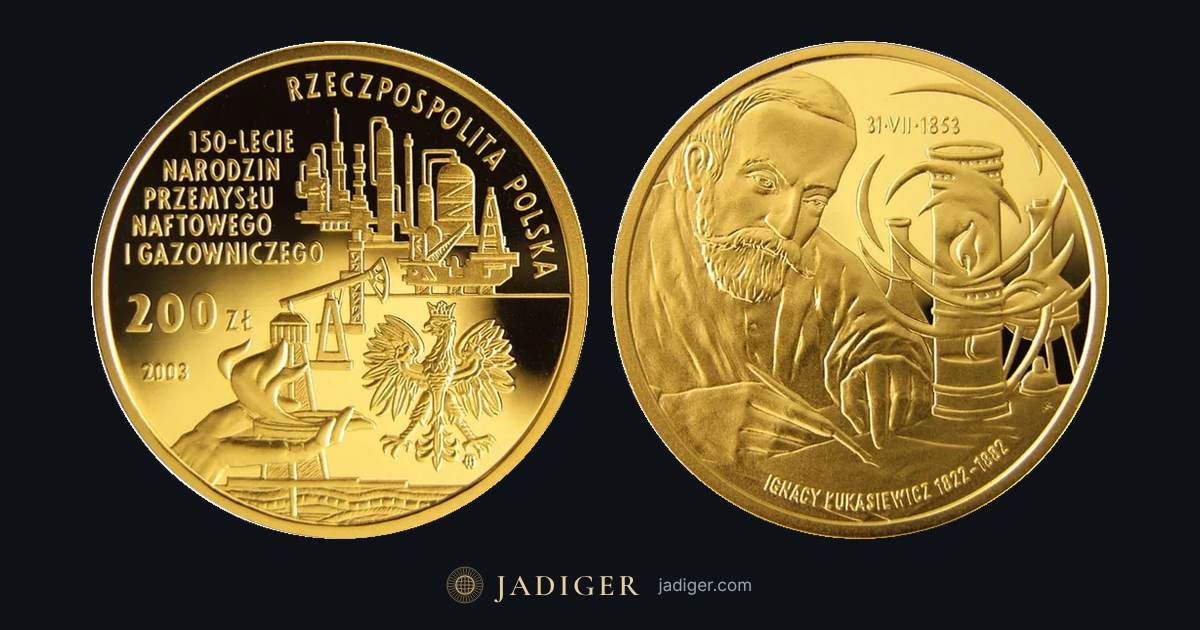 RZECZPOSPOLITA POLSKA
150-LECIE
NARODZIN
PRZEMYSŁU
NAFTOWEGO
I GAZOWNICZEGO
200 ZŁ
2003
31·VII·1853
IGNACY ŁUKASIEWICZ 1822-1882
JADIGER jadiger.com